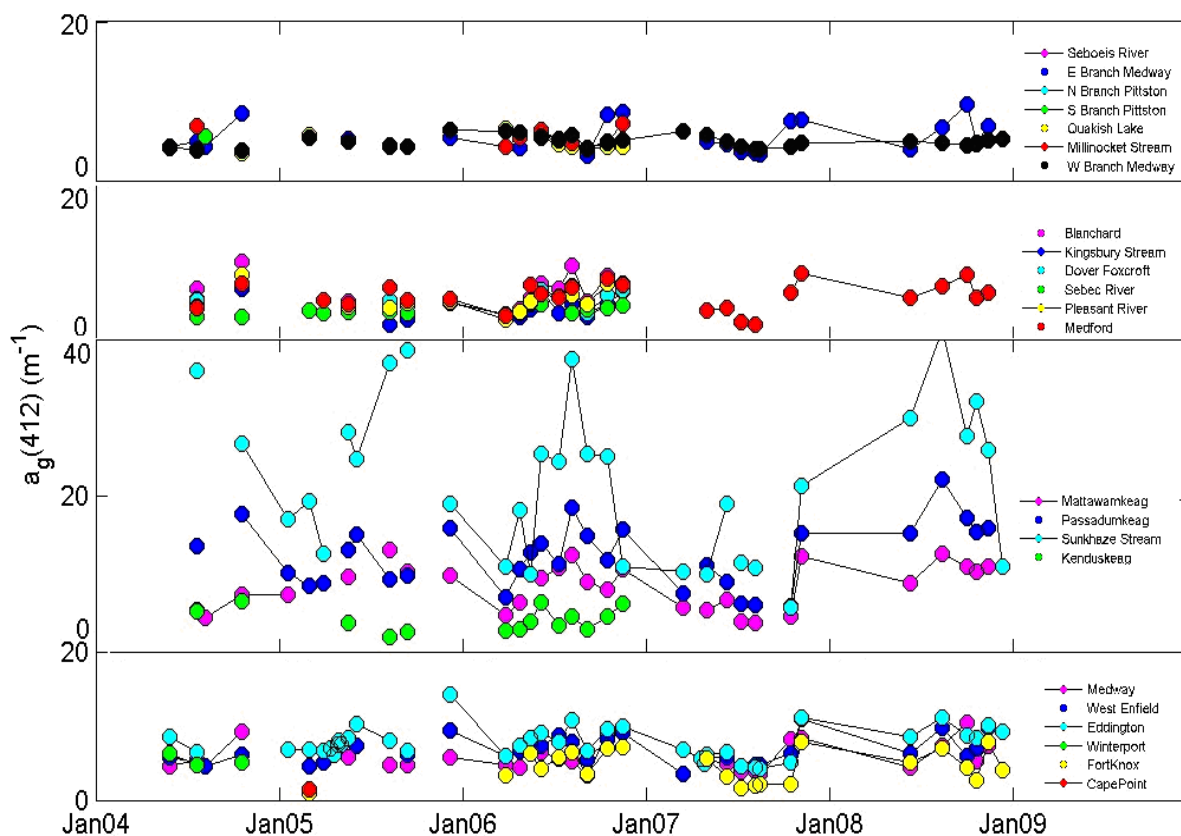 20
Seboeis River
E Branch Medway
N Branch Pittston
S Branch Pittston
Quakish Lake
Millinocket Stream
W Branch Medway
0
20
Blanchard
Kingsbury Stream
Dover Foxcroft
Sebec River
Pleasant River
Medford
0
40
a_g(412) (m⁻¹)
20
Mattawamkeag
Passadumkeag
Sunkhaze Stream
Kenduskeag
0
20
Medway
West Enfield
Eddington
Winterport
FortKnox
CapePoint
0
Jan04 Jan05 Jan06 Jan07 Jan08 Jan09